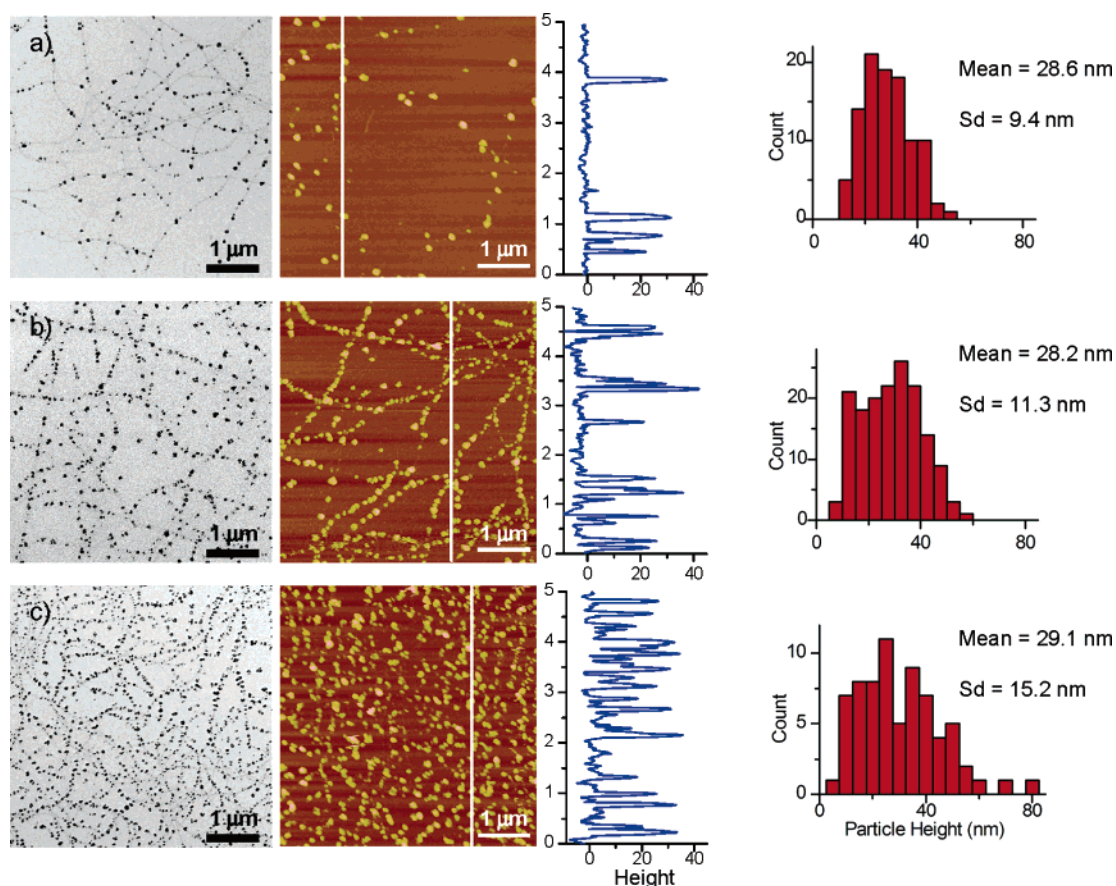 a)
1 μm
1 μm
5
4
3
2
1
0
0 20 40
Count
20
10
0
0 40 80
Mean = 28.6 nm
Sd = 9.4 nm
b)
1 μm
1 μm
5
4
3
2
1
0
0 20 40
Count
20
10
0
0 40 80
Mean = 28.2 nm
Sd = 11.3 nm
c)
1 μm
1 μm
5
4
3
2
1
0
0 20 40
Height
Count
10
5
0
0 40 80
Particle Height (nm)
Mean = 29.1 nm
Sd = 15.2 nm